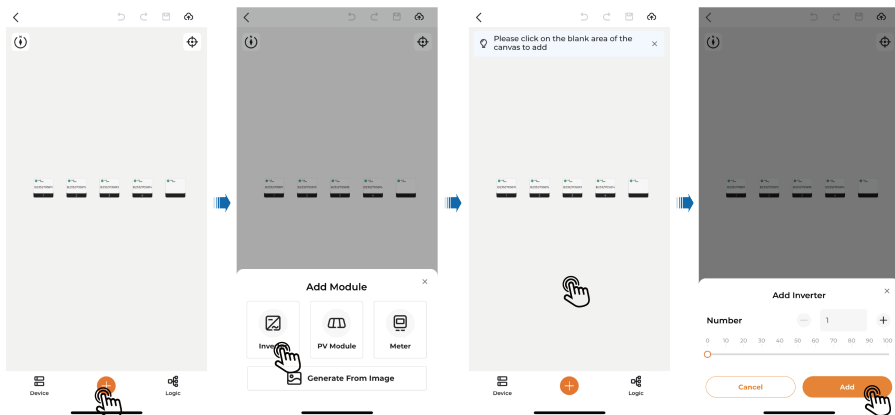 Device
Logic
Add Module
PV Module
Meter
Generate From Image
Please click on the blank area of the
canvas to add
Device
Logic
Add Inverter
Number
1
0 10 20 30 40 50 60 70 80 90 100
Cancel
Add